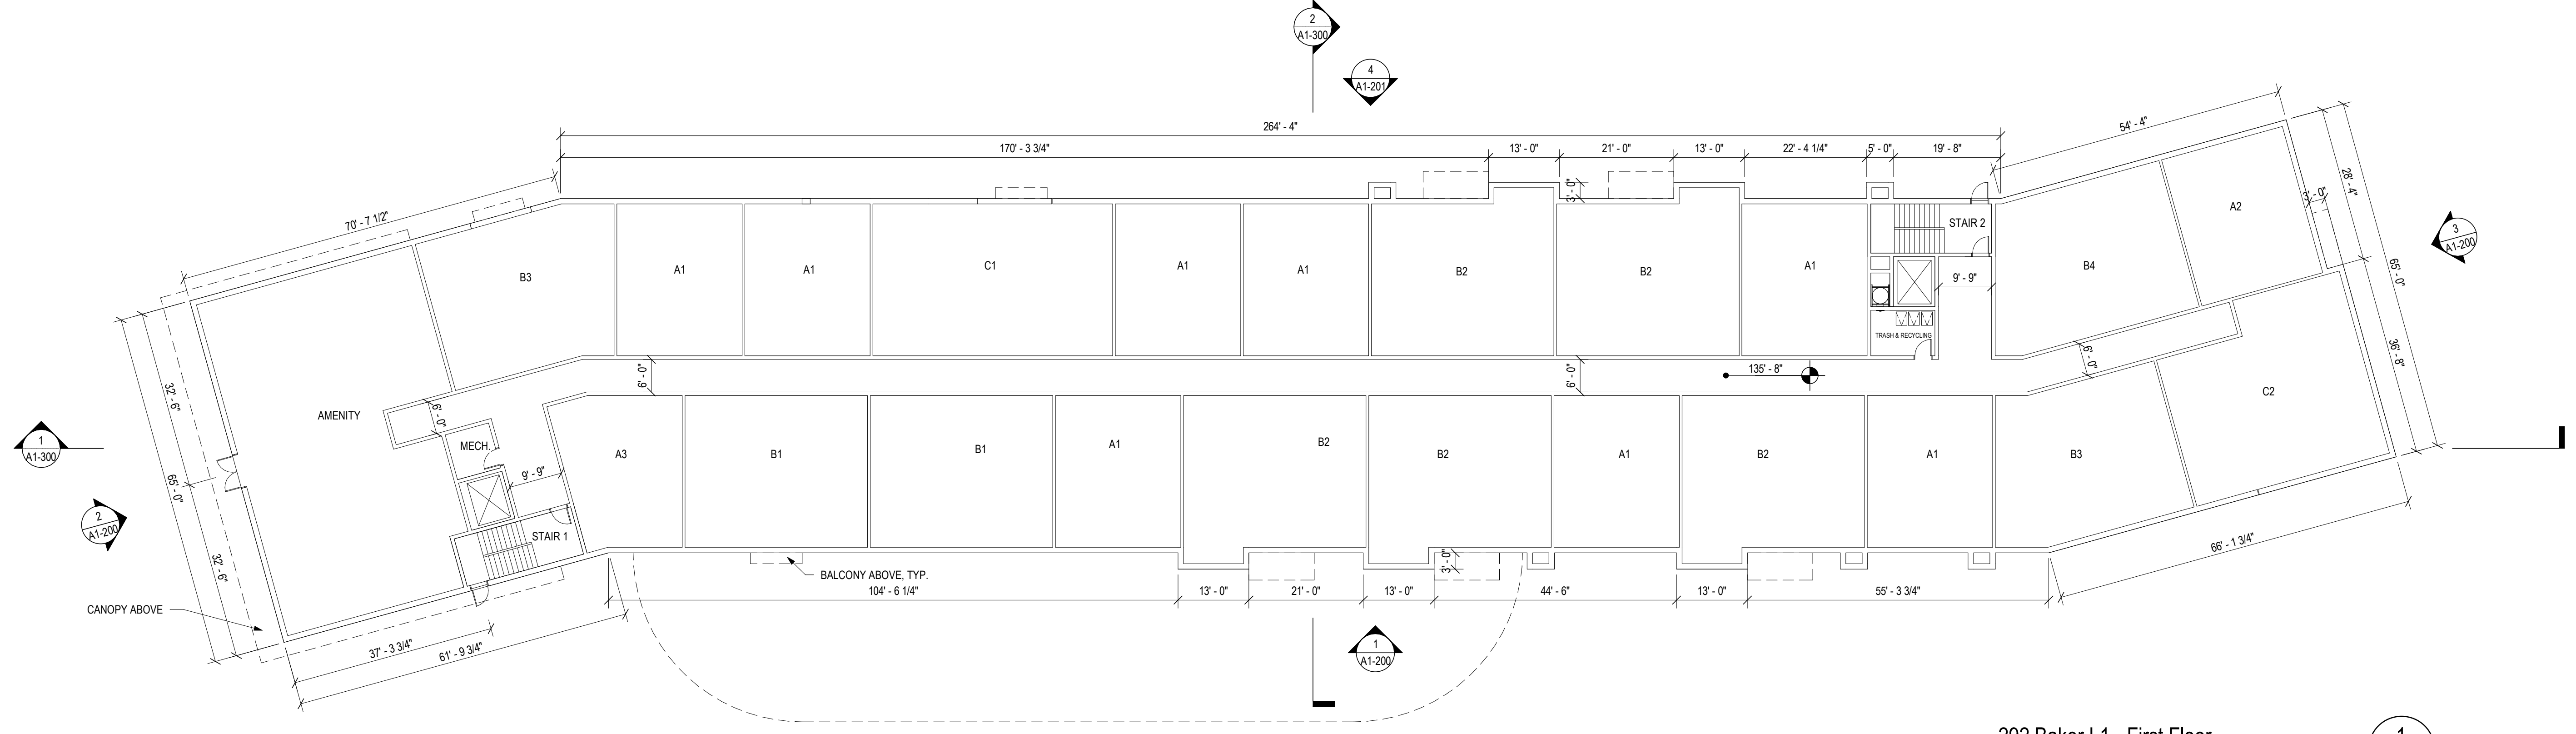 2
A1-300
4
A1-201
264' - 4"
170' - 3 3/4"
13' - 0"
21' - 0"
13' - 0"
22' - 4 1/4"
5' - 0"
19' - 8"
54' - 4"
28' - 4"
3' - 0"
65' - 0"
36' - 8"
3
A1-200
70' - 7 1/2"
3' - 0"
B3
A1
A1
C1
A1
A1
B2
B2
A1
STAIR 2
9' - 9"
TRASH & RECYCLING
B4
A2
6' - 0"
6' - 0"
135' - 8"
6' - 0"
32' - 6"
65' - 0"
32' - 6"
AMENITY
6' - 0"
MECH.
9' - 9"
STAIR 1
1
A1-300
2
A1-200
A3
B1
B1
A1
B2
B2
A1
B2
A1
B3
C2
3' - 0"
BALCONY ABOVE, TYP.
CANOPY ABOVE
104' - 6 1/4"
13' - 0"
21' - 0"
13' - 0"
44' - 6"
13' - 0"
55' - 3 3/4"
66' - 1 3/4"
37' - 3 3/4"
61' - 9 3/4"
1
A1-200